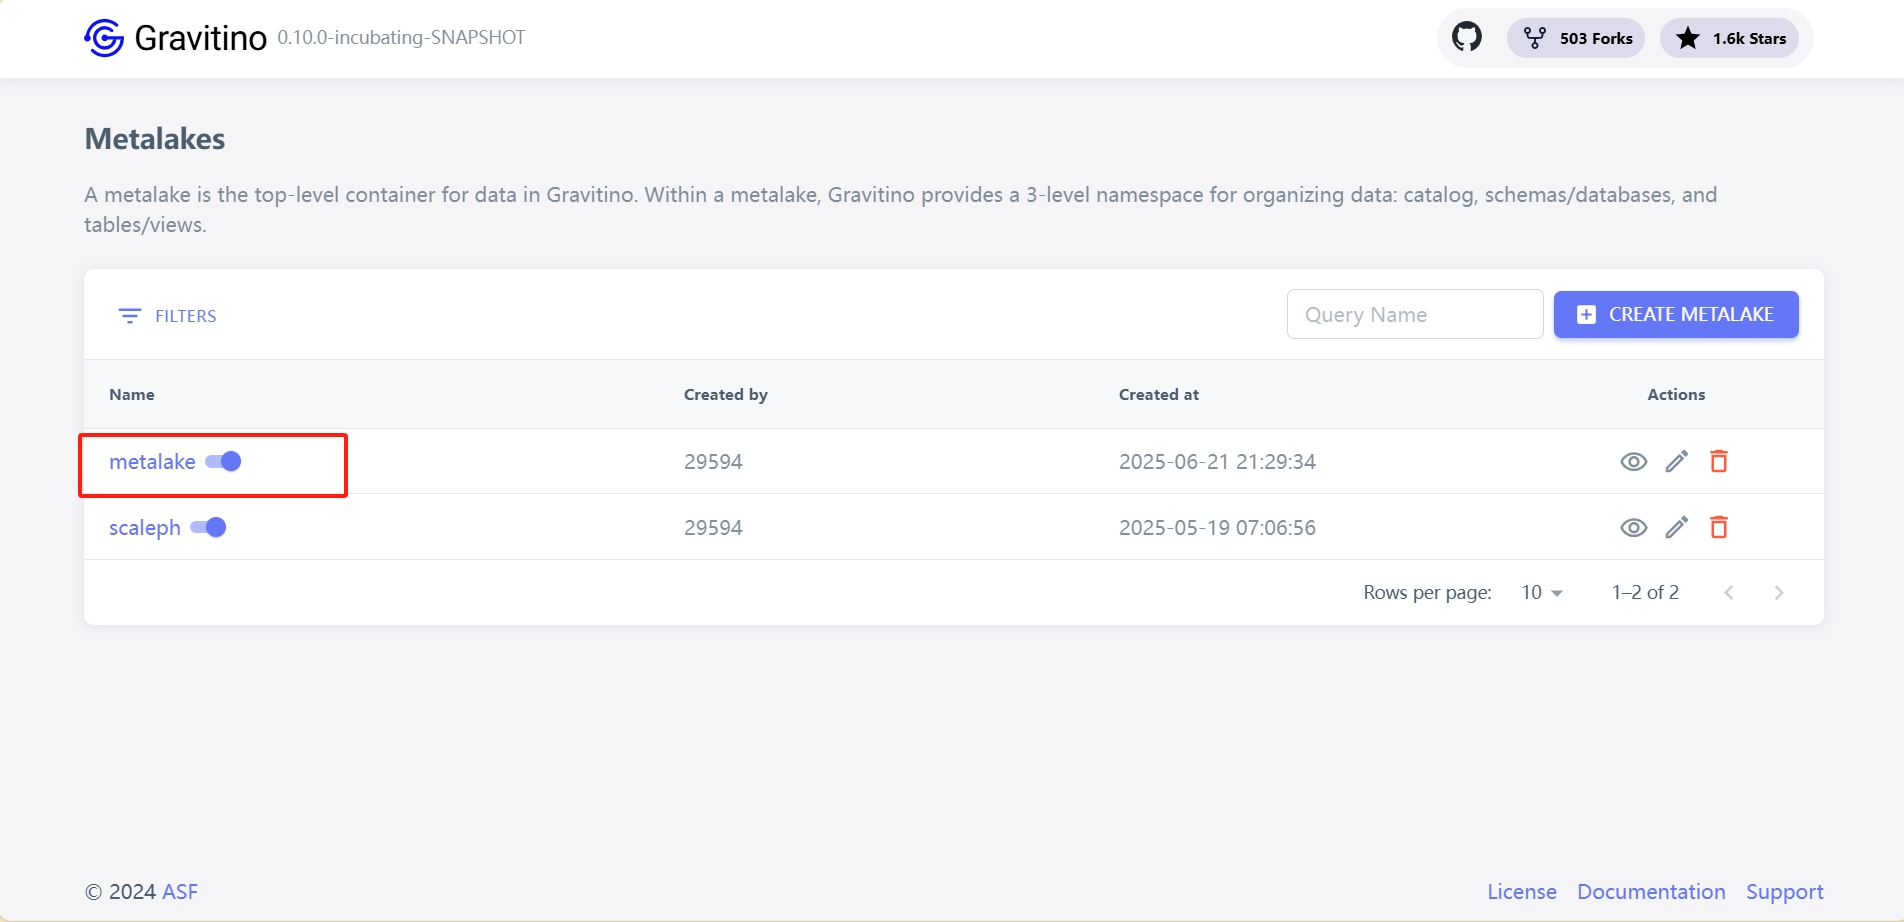 Gravitino 0.10.0-incubating-SNAPSHOT 503 Forks 1.6k Stars
Metalakes
A metalake is the top-level container for data in Gravitino. Within a metalake, Gravitino provides a 3-level namespace for organizing data: catalog, schemas/databases, and
tables/views.
FILTERS Query Name CREATE METALAKE
Name Created by Created at Actions
metalake 29594 2025-06-21 21:29:34
scaleph 29594 2025-05-19 07:06:56
Rows per page: 10 1–2 of 2
© 2024 ASF License Documentation Support